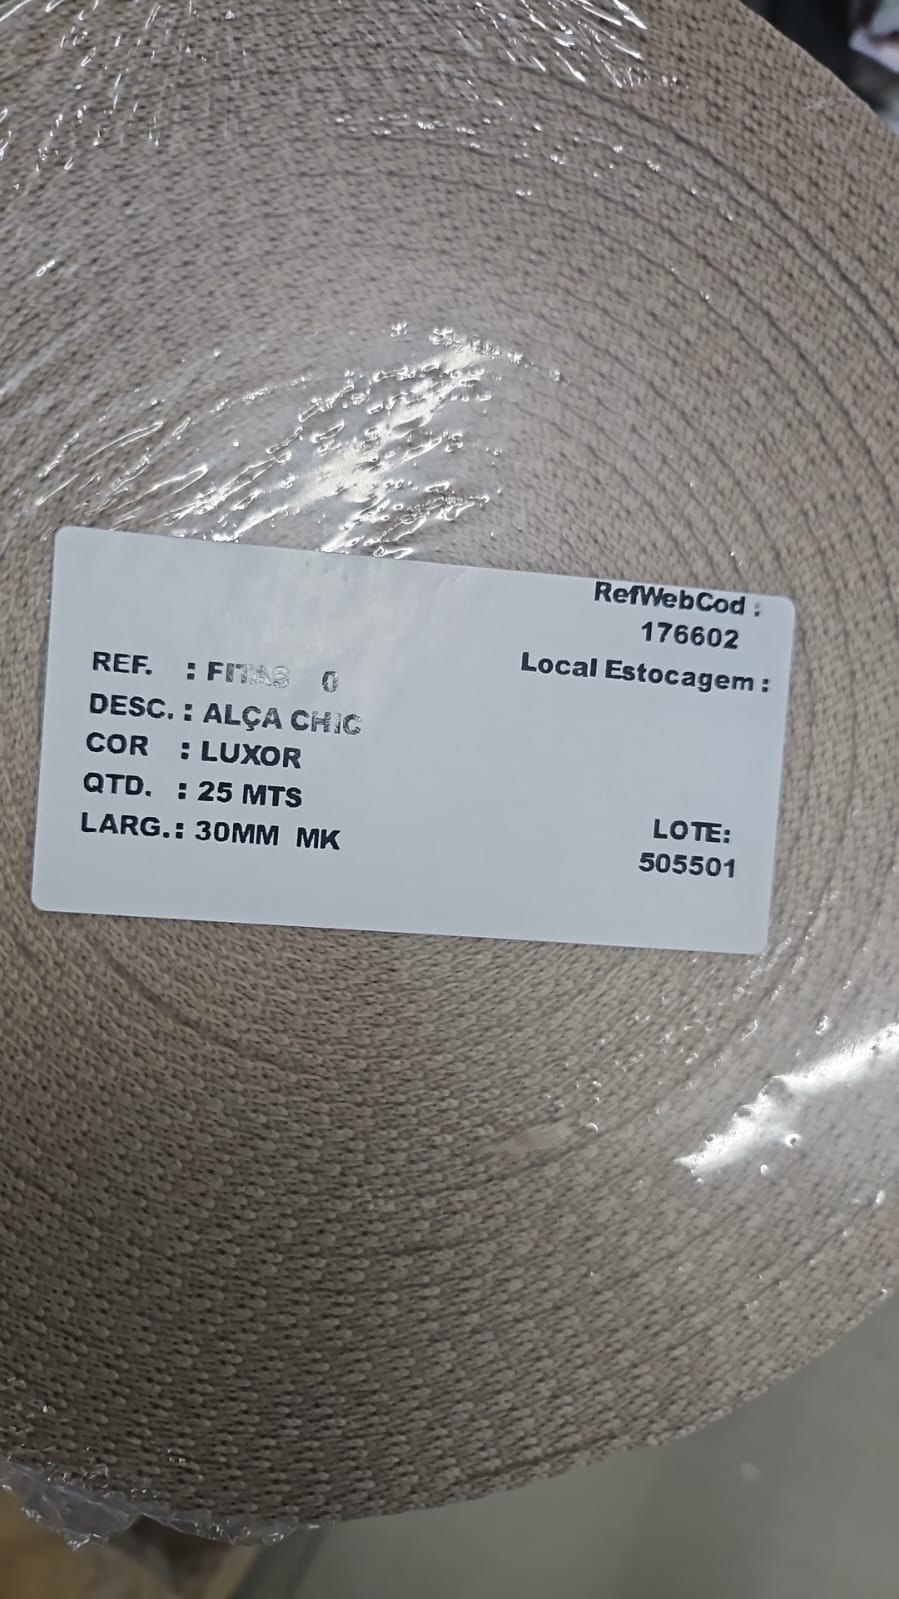 RefWebCod :
176602
Local Estocagem :
REF. : FITAS 0
DESC. : ALÇA CHIC
COR : LUXOR
QTD. : 25 MTS
LARG.: 30MM MK
LOTE:
505501